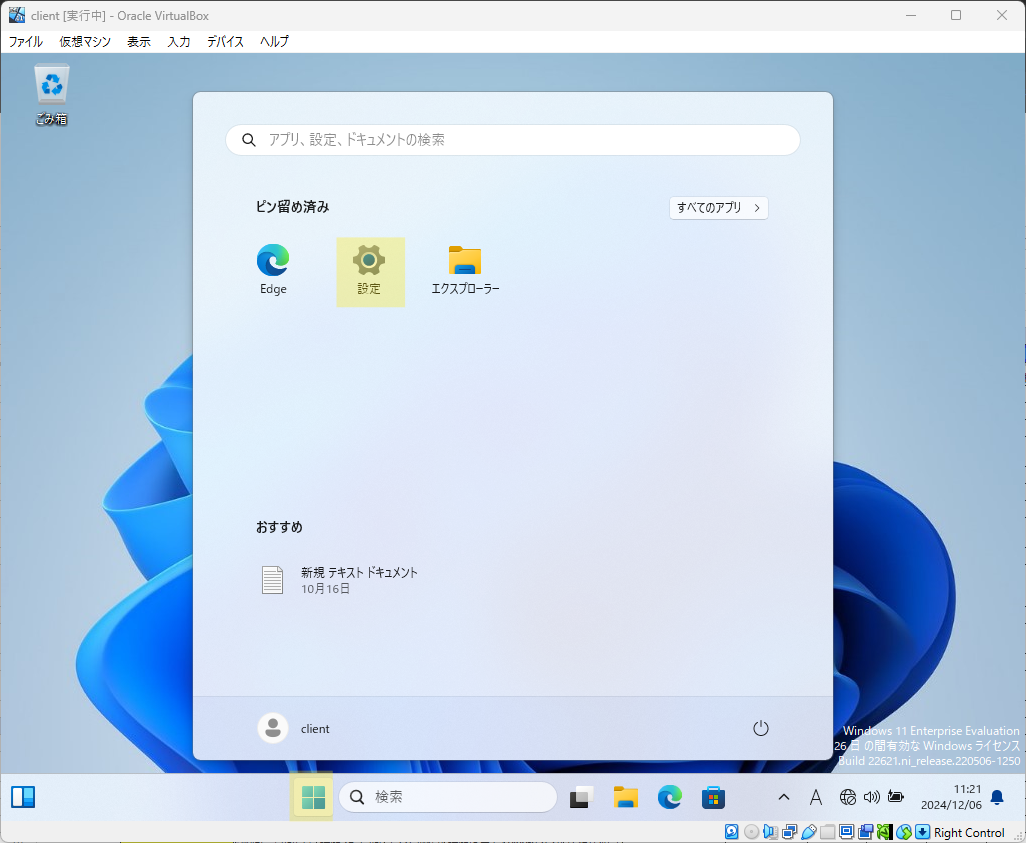 client [実行中] - Oracle VirtualBox
ファイル 仮想マシン 表示 入力 デバイス ヘルプ
ごみ箱
アプリ、設定、ドキュメントの検索
ピン留め済み
すべてのアプリ
Edge
設定
エクスプローラー
おすすめ
新規 テキスト ドキュメント
10月16日
client
Windows 11 Enterprise Evaluation
26 日 の間有効な Windows ライセンス
Build 22621.ni_release.220506-1250
検索
A
11:21
2024/12/06
Right Control